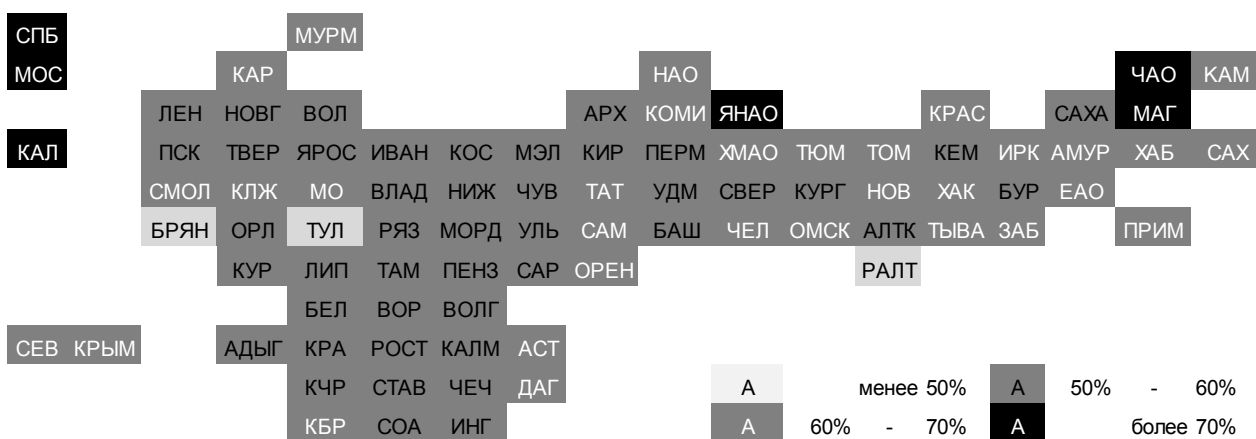 СПБ МУРМ
МОС КАР НАО ЧАО КАМ
ЛЕН НОВГ ВОЛ АРХ КОМИ ЯНАО КРАС САХА МАГ
КАЛ ПСК ТВЕР ЯРОС ИВАН КОС МЭЛ КИР ПЕРМ ХМАО ТЮМ ТОМ КЕМ ИРК АМУР ХАБ САХ
СМОЛ КЛЖ МО ВЛАД НИЖ ЧУВ ТАТ УДМ СВЕР КУРГ НОВ ХАК БУР ЕАО
БРЯН ОРЛ ТУЛ РЯЗ МОРД УЛЬ САМ БАШ ЧЕЛ ОМСК АЛТК ТЫВА ЗАБ ПРИМ
КУР ЛИП ТАМ ПЕНЗ САР ОРЕН РАЛТ
БЕЛ ВОР ВОЛГ
СЕВ КРЫМ АДЫГ КРА РОСТ КАЛМ АСТ
КЧР СТАВ ЧЕЧ ДАГ А менее 50% А 50% - 60%
КБР СОА ИНГ А 60% - 70% А более 70%